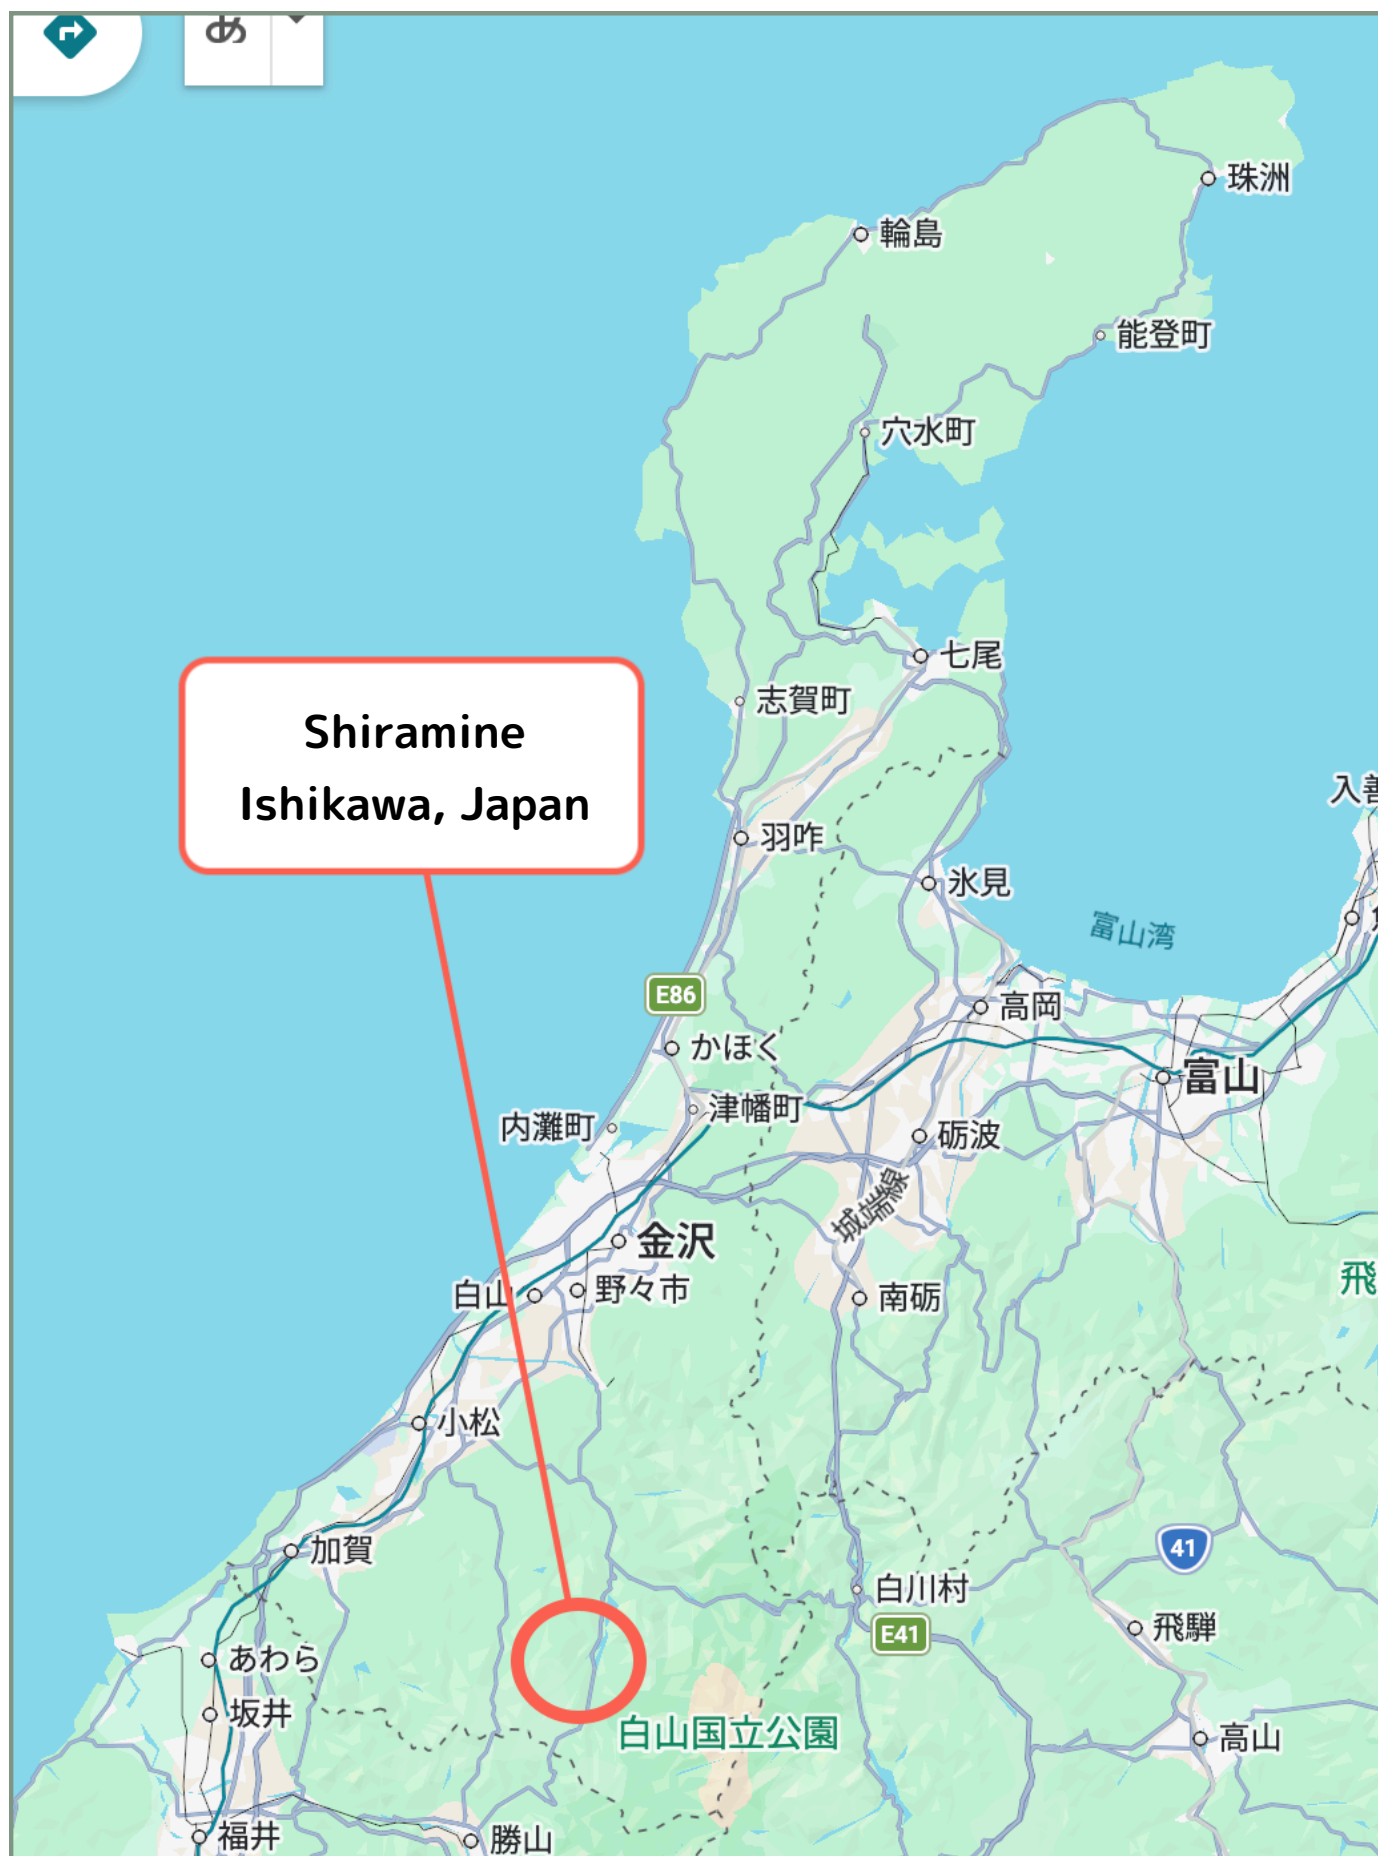 あ
珠洲
輪島
能登町
穴水町
七尾
志賀町
Shiramine
Ishikawa, Japan
入善
羽咋
氷見
富山湾
E86
高岡
かほく
富山
津幡町
内灘町
砺波
城端線
金沢
白山
野々市
飛
南砺
小松
41
加賀
白川村
E41
飛騨
あわら
坂井
白山国立公園
高山
福井
勝山